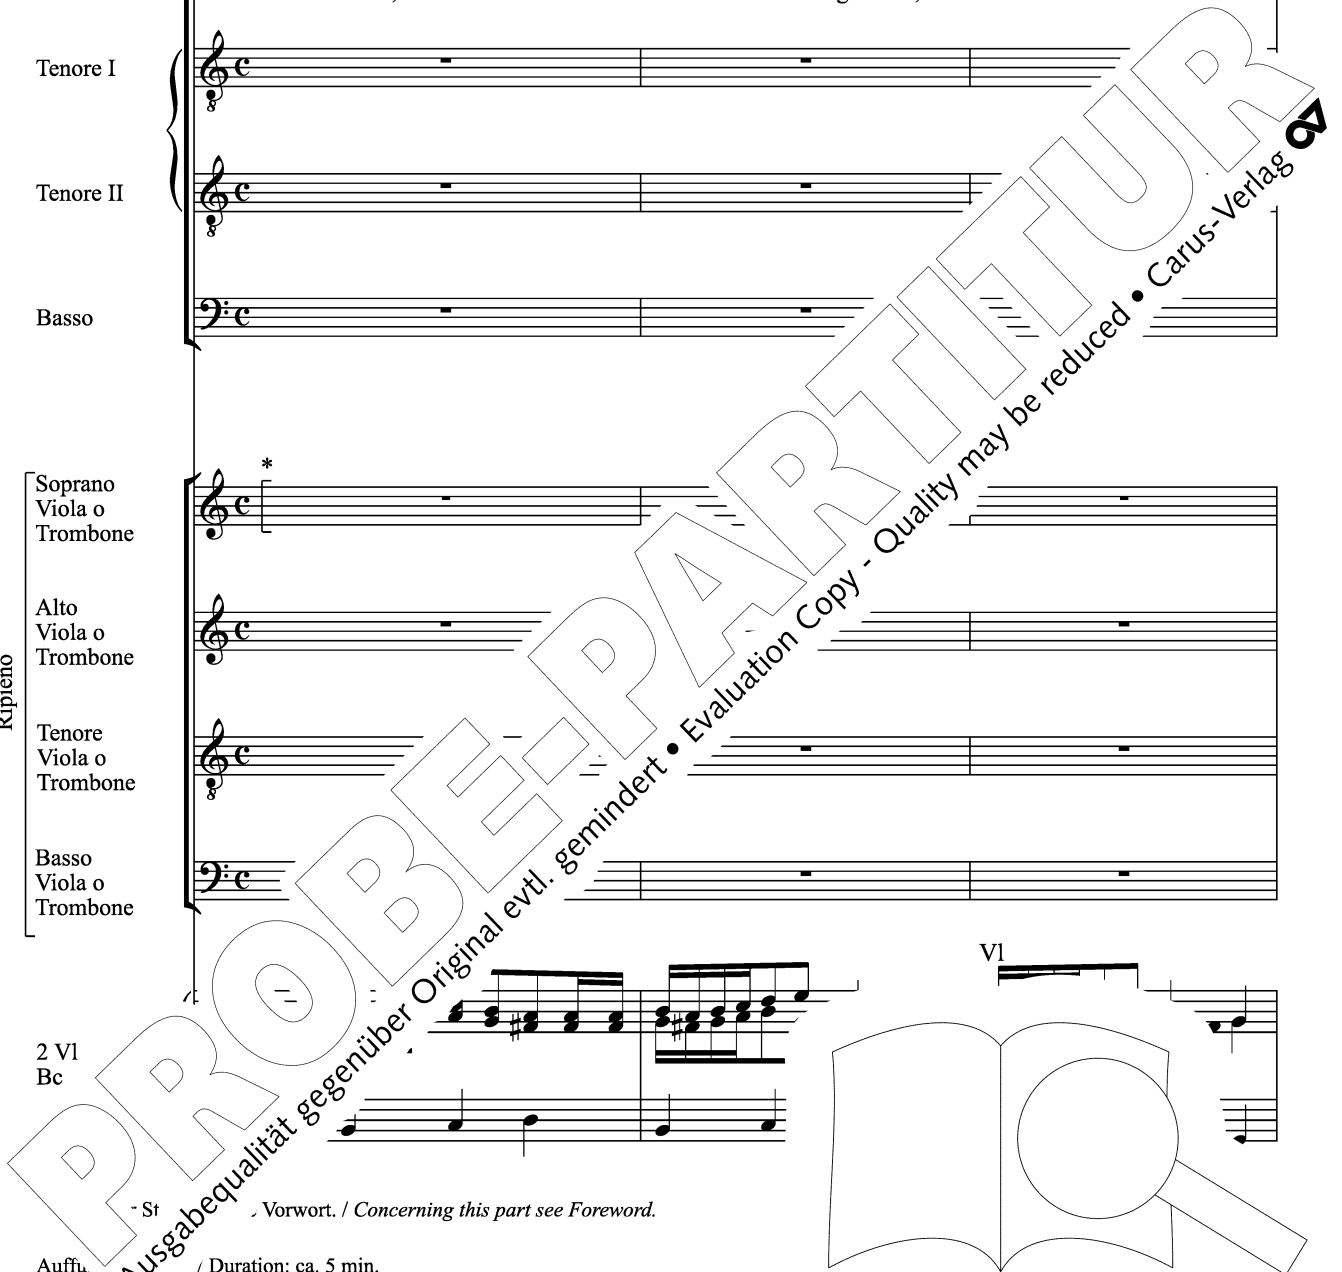 Tenore I
Tenore II
Basso
*
Soprano
Viola o
Trombone
Alto
Viola o
Trombone
Ripieno
Tenore
Viola o
Trombone
Basso
Viola o
Trombone
Vl
2 Vl
Bc
Vorwort. / Concerning this part see Foreword.
/ Duration: ca. 5 min.
PROBE-PARTITUR
Ausgabequalität gegenüber Original evtl. gemindert • Evaluation Copy - Quality may be reduced • Carus-Verlag